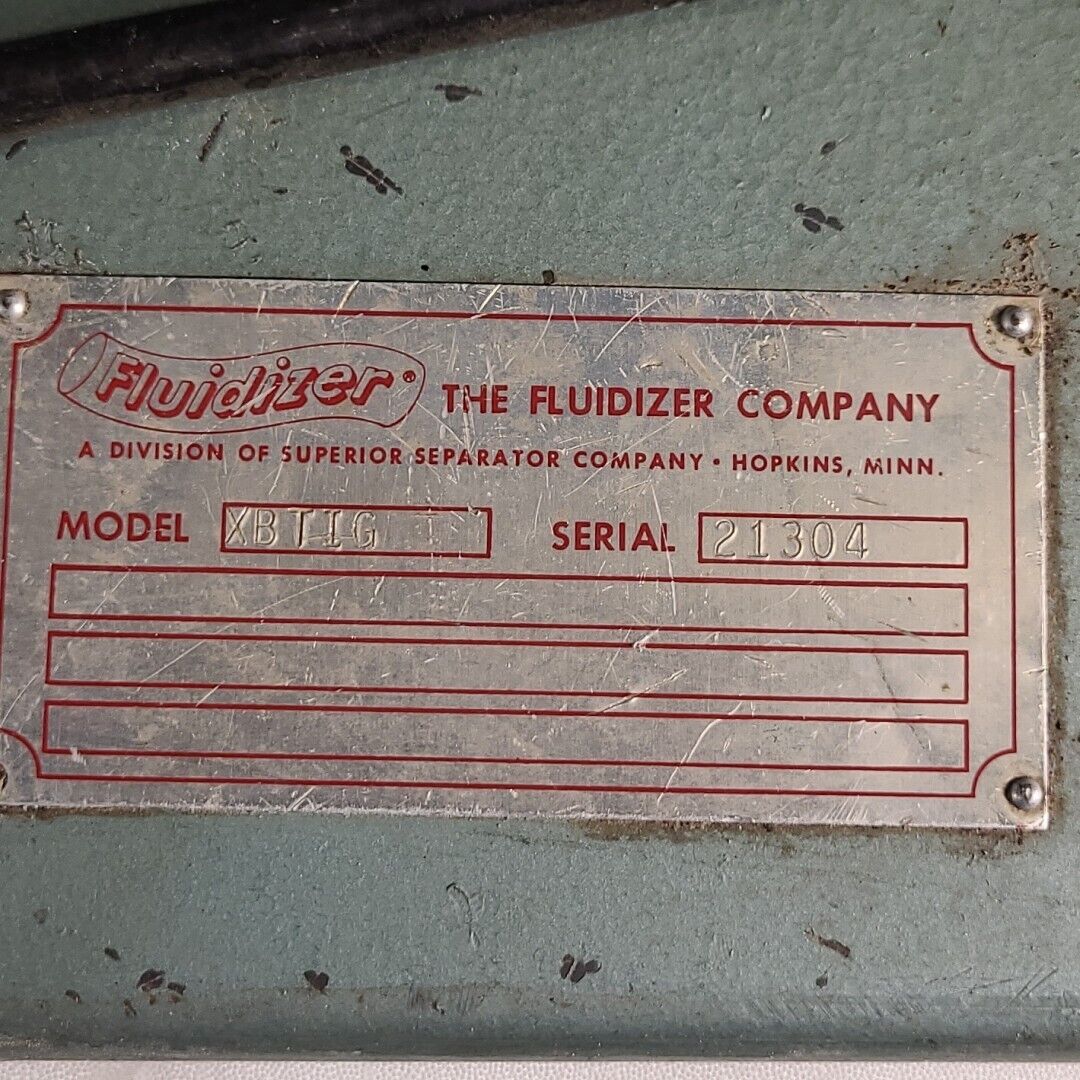 Fluidizer® THE FLUIDIZER COMPANY
A DIVISION OF SUPERIOR SEPARATOR COMPANY • HOPKINS, MINN.
MODEL XBTIG SERIAL 21304